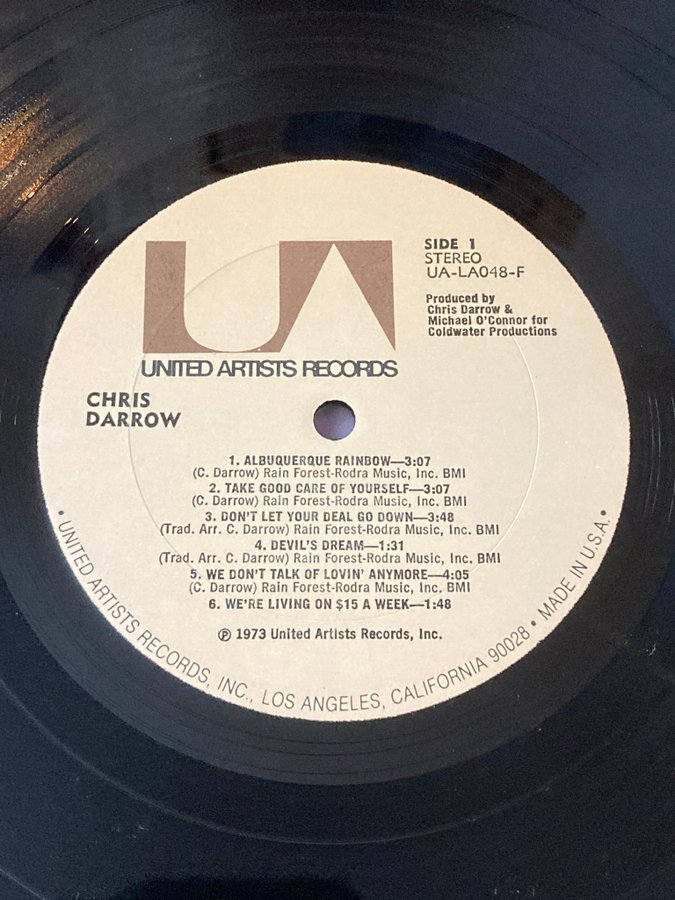 UA
UNITED ARTISTS RECORDS
SIDE 1
STEREO
UA-LA048-F
Produced by
Chris Darrow &
Michael O'Connor for
Coldwater Productions
CHRIS
DARROW
1. ALBUQUERQUE RAINBOW—3:07
(C. Darrow) Rain Forest-Rodra Music, Inc. BMI
2. TAKE GOOD CARE OF YOURSELF—3:07
(C. Darrow) Rain Forest-Rodra Music, Inc. BMI
3. DON'T LET YOUR DEAL GO DOWN—3:48
(Trad. Arr. C. Darrow) Rain Forest-Rodra Music, Inc. BMI
4. DEVIL'S DREAM—1:31
(Trad. Arr. C. Darrow) Rain Forest-Rodra Music, Inc. BMI
5. WE DON'T TALK OF LOVIN' ANYMORE—4:05
(C. Darrow) Rain Forest-Rodra Music, Inc. BMI
6. WE'RE LIVING ON $15 A WEEK—1:48
℗ 1973 United Artists Records, Inc.
• UNITED ARTISTS RECORDS, INC., LOS ANGELES, CALIFORNIA 90028 • MADE IN U.S.A. •